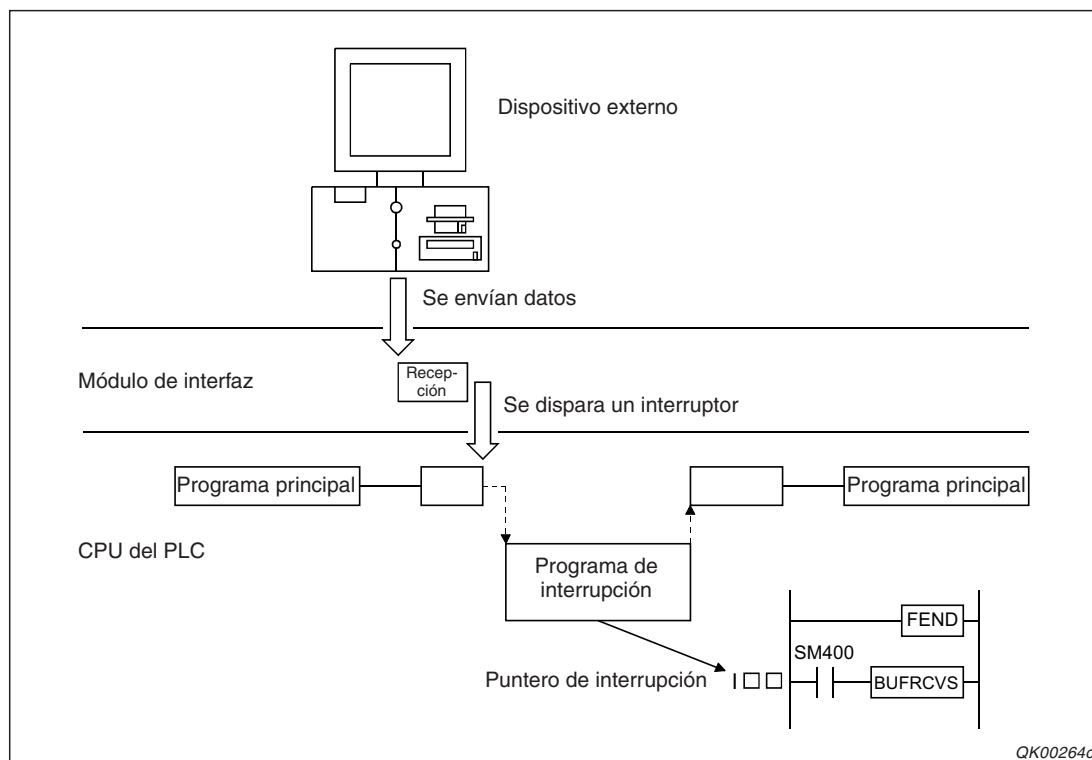 Dispositivo externo
Se envían datos
Módulo de interfaz
Recep-
ción
Se dispara un interruptor
Programa principal
Programa principal
CPU del PLC
Programa de
interrupción
FEND
SM400
Puntero de interrupción
I□□
BUFRCVS
QK00264c